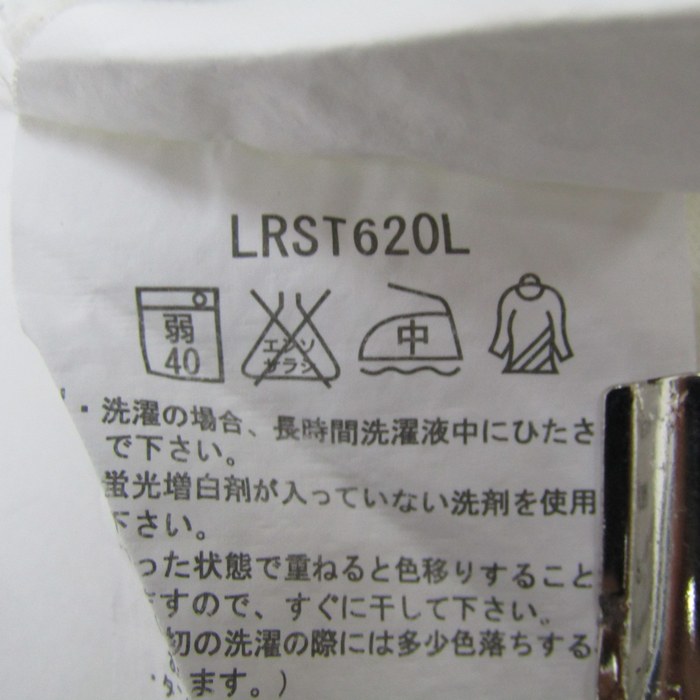 LRST620L
弱 エンソ 中
40 サラシ
・洗濯の場合、長時間洗濯液中にひたさ
で下さい。
蛍光増白剤が入っていない洗剤を使用
下さい。
った状態で重ねると色移りすること
すので、すぐに干して下さい。
初の洗濯の際には多少色落ちする
ます。)